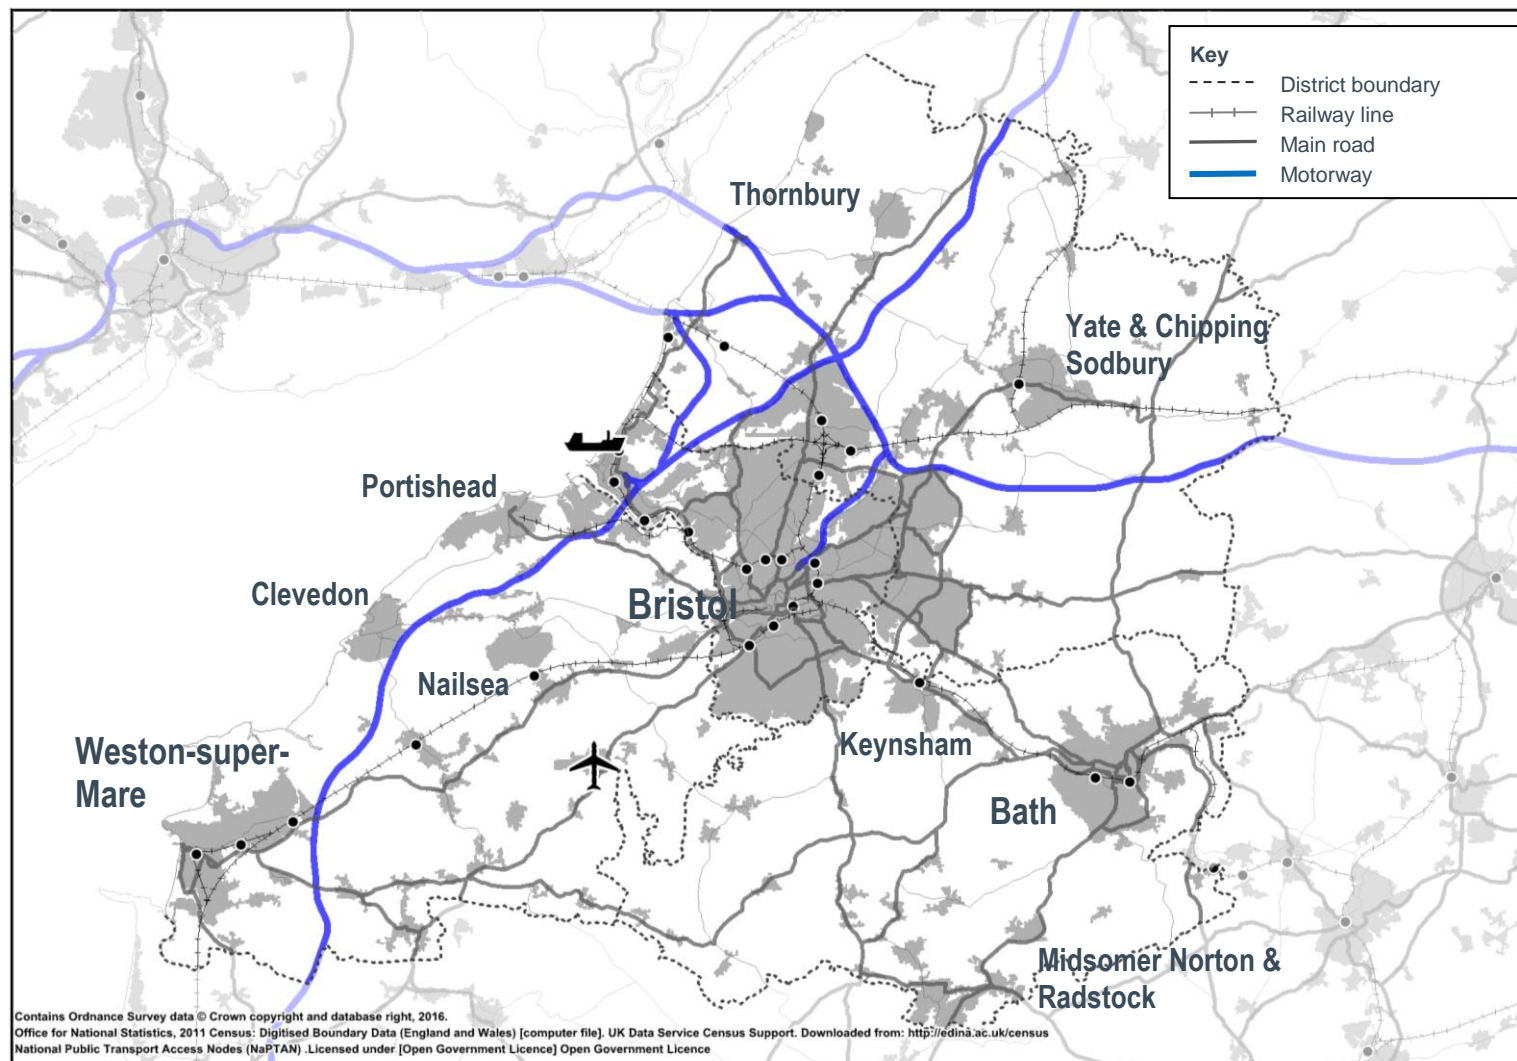 Key
District boundary
Railway line
Main road
Motorway
Thornbury
Yate & Chipping
Sodbury
Portishead
Clevedon
Bristol
Nailsea
Keynsham
Weston-super-
Mare
Bath
Midsomer Norton &
Radstock
Contains Ordnance Survey data © Crown copyright and database right, 2016.
Office for National Statistics, 2011 Census: Digitised Boundary Data (England and Wales) [computer file]. UK Data Service Census Support. Downloaded from: http://edina.ac.uk/census
National Public Transport Access Nodes (NaPTAN) .Licensed under [Open Government Licence] Open Government Licence